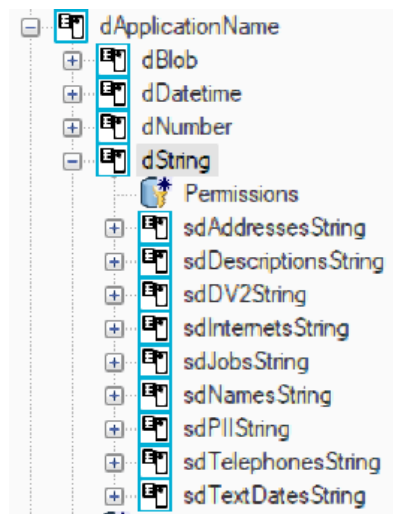 dApplicationName
dBlob
dDatetime
dNumber
dString
Permissions
sdAddressesString
sdDescriptionsString
sdDV2String
sdInternetsString
sdJobsString
sdNamesString
sdPIIString
sdTelephonesString
sdTextDatesString